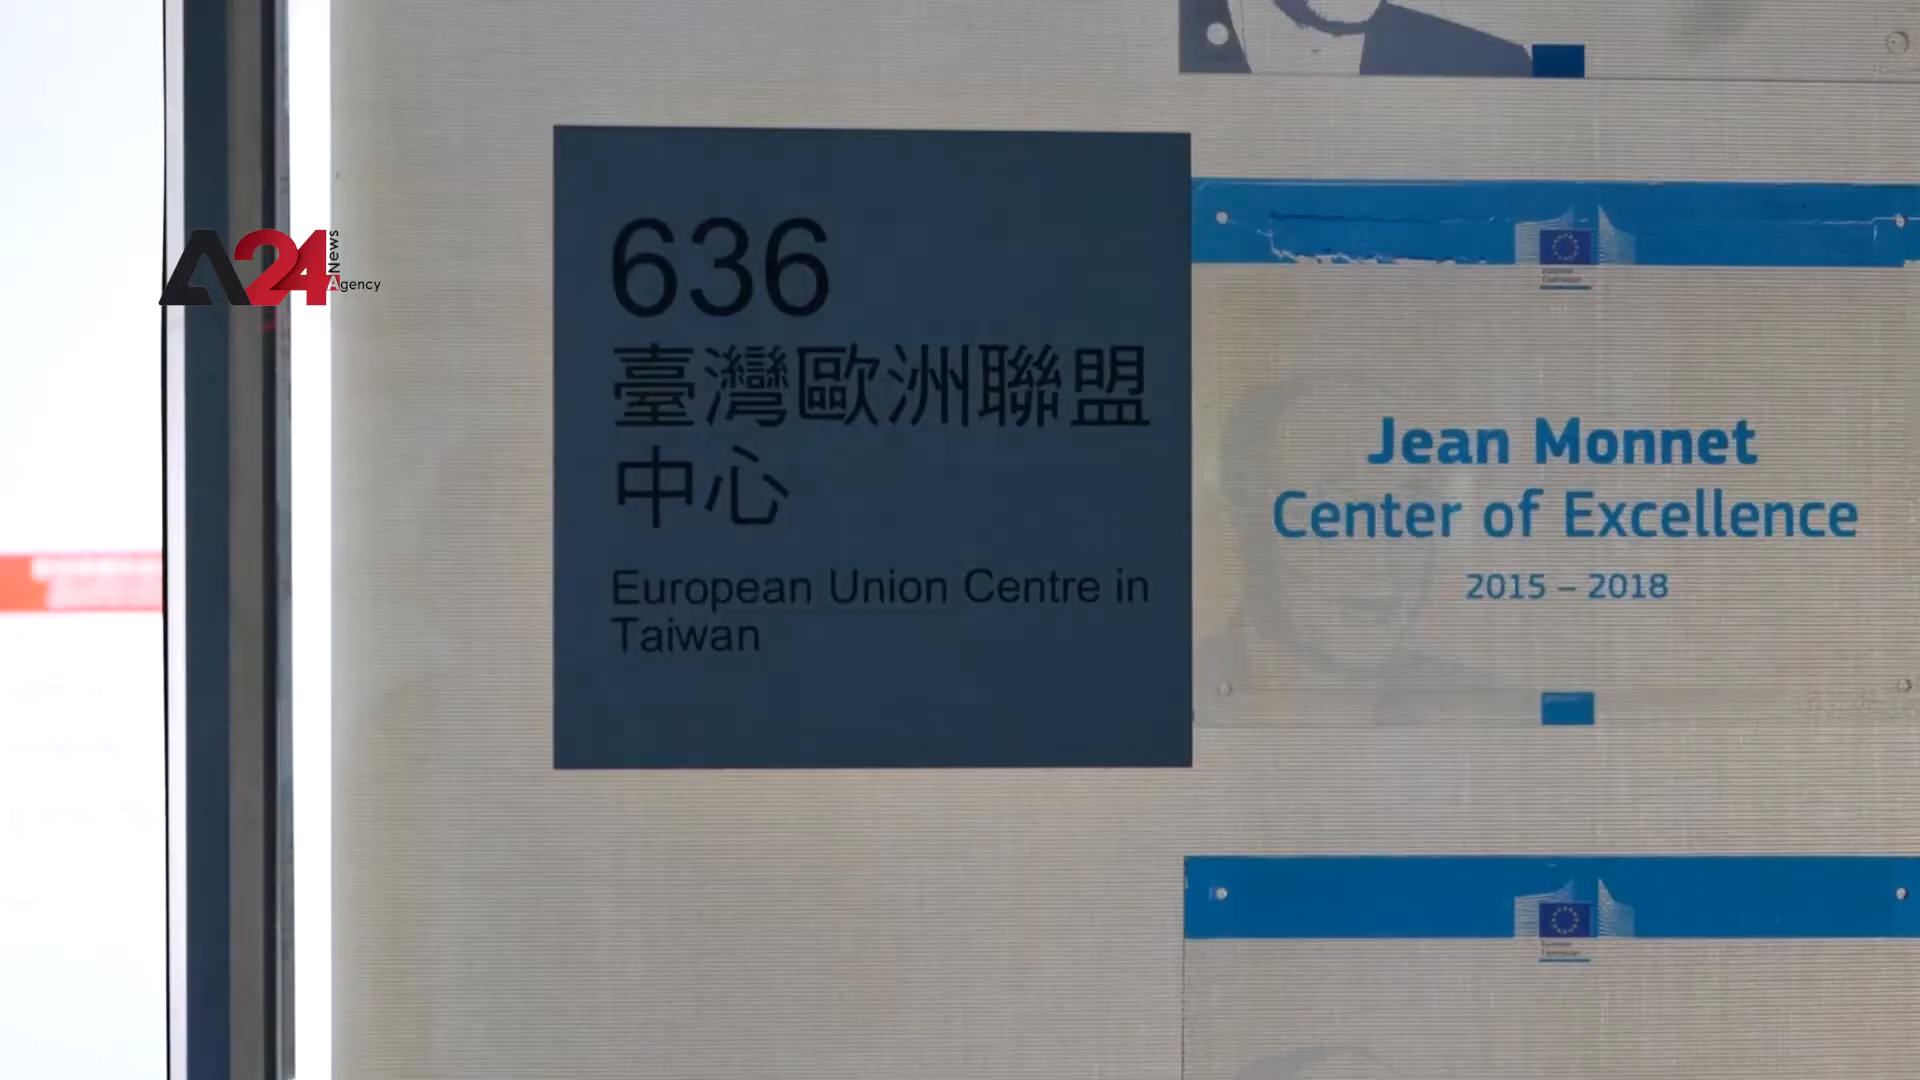 A24
News
Agency
636
臺灣歐洲聯盟
中心
European Union Centre in
Taiwan
Jean Monnet
Center of Excellence
2015 – 2018